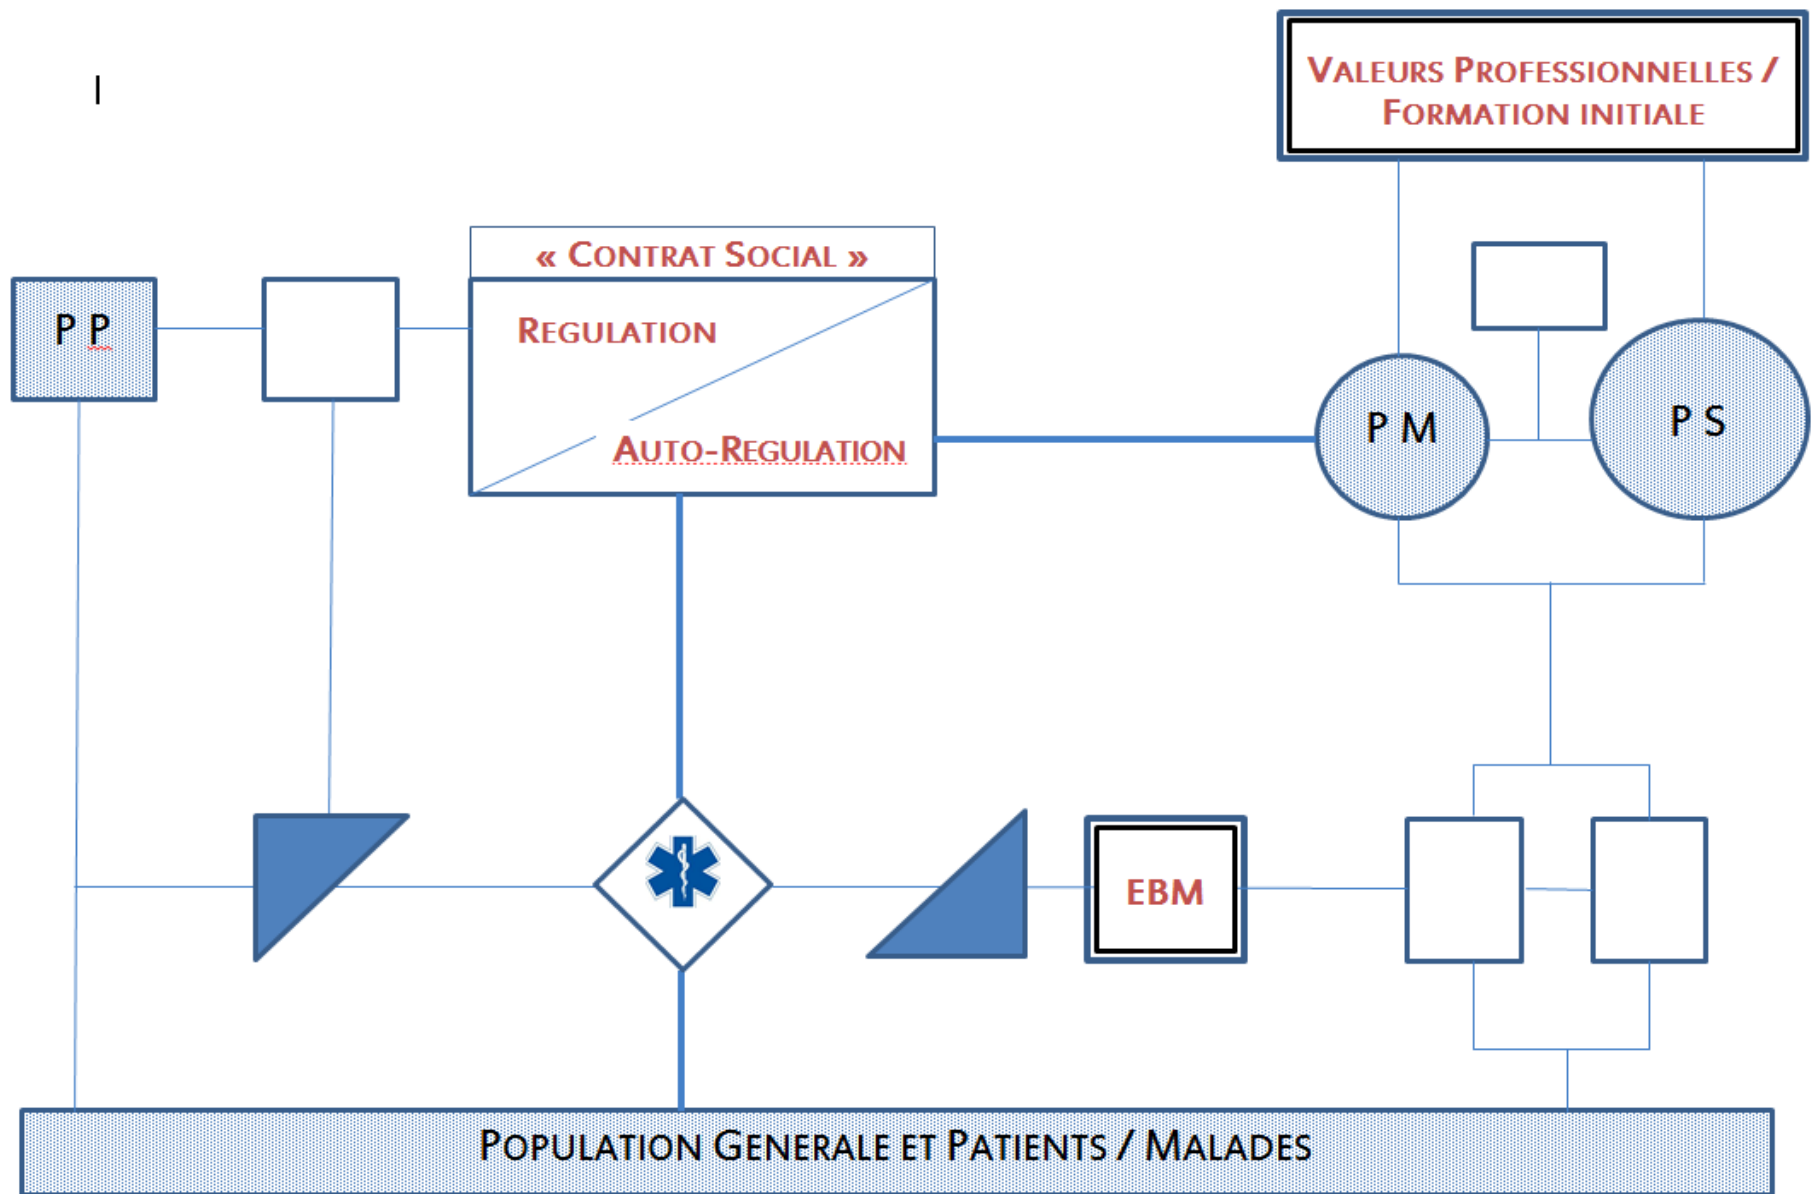 VALEURS PROFESSIONNELLES /
FORMATION INITIALE
« CONTRAT SOCIAL »
P P
REGULATION
AUTO-REGULATION
P M
P S
EBM
POPULATION GENERALE ET PATIENTS / MALADES